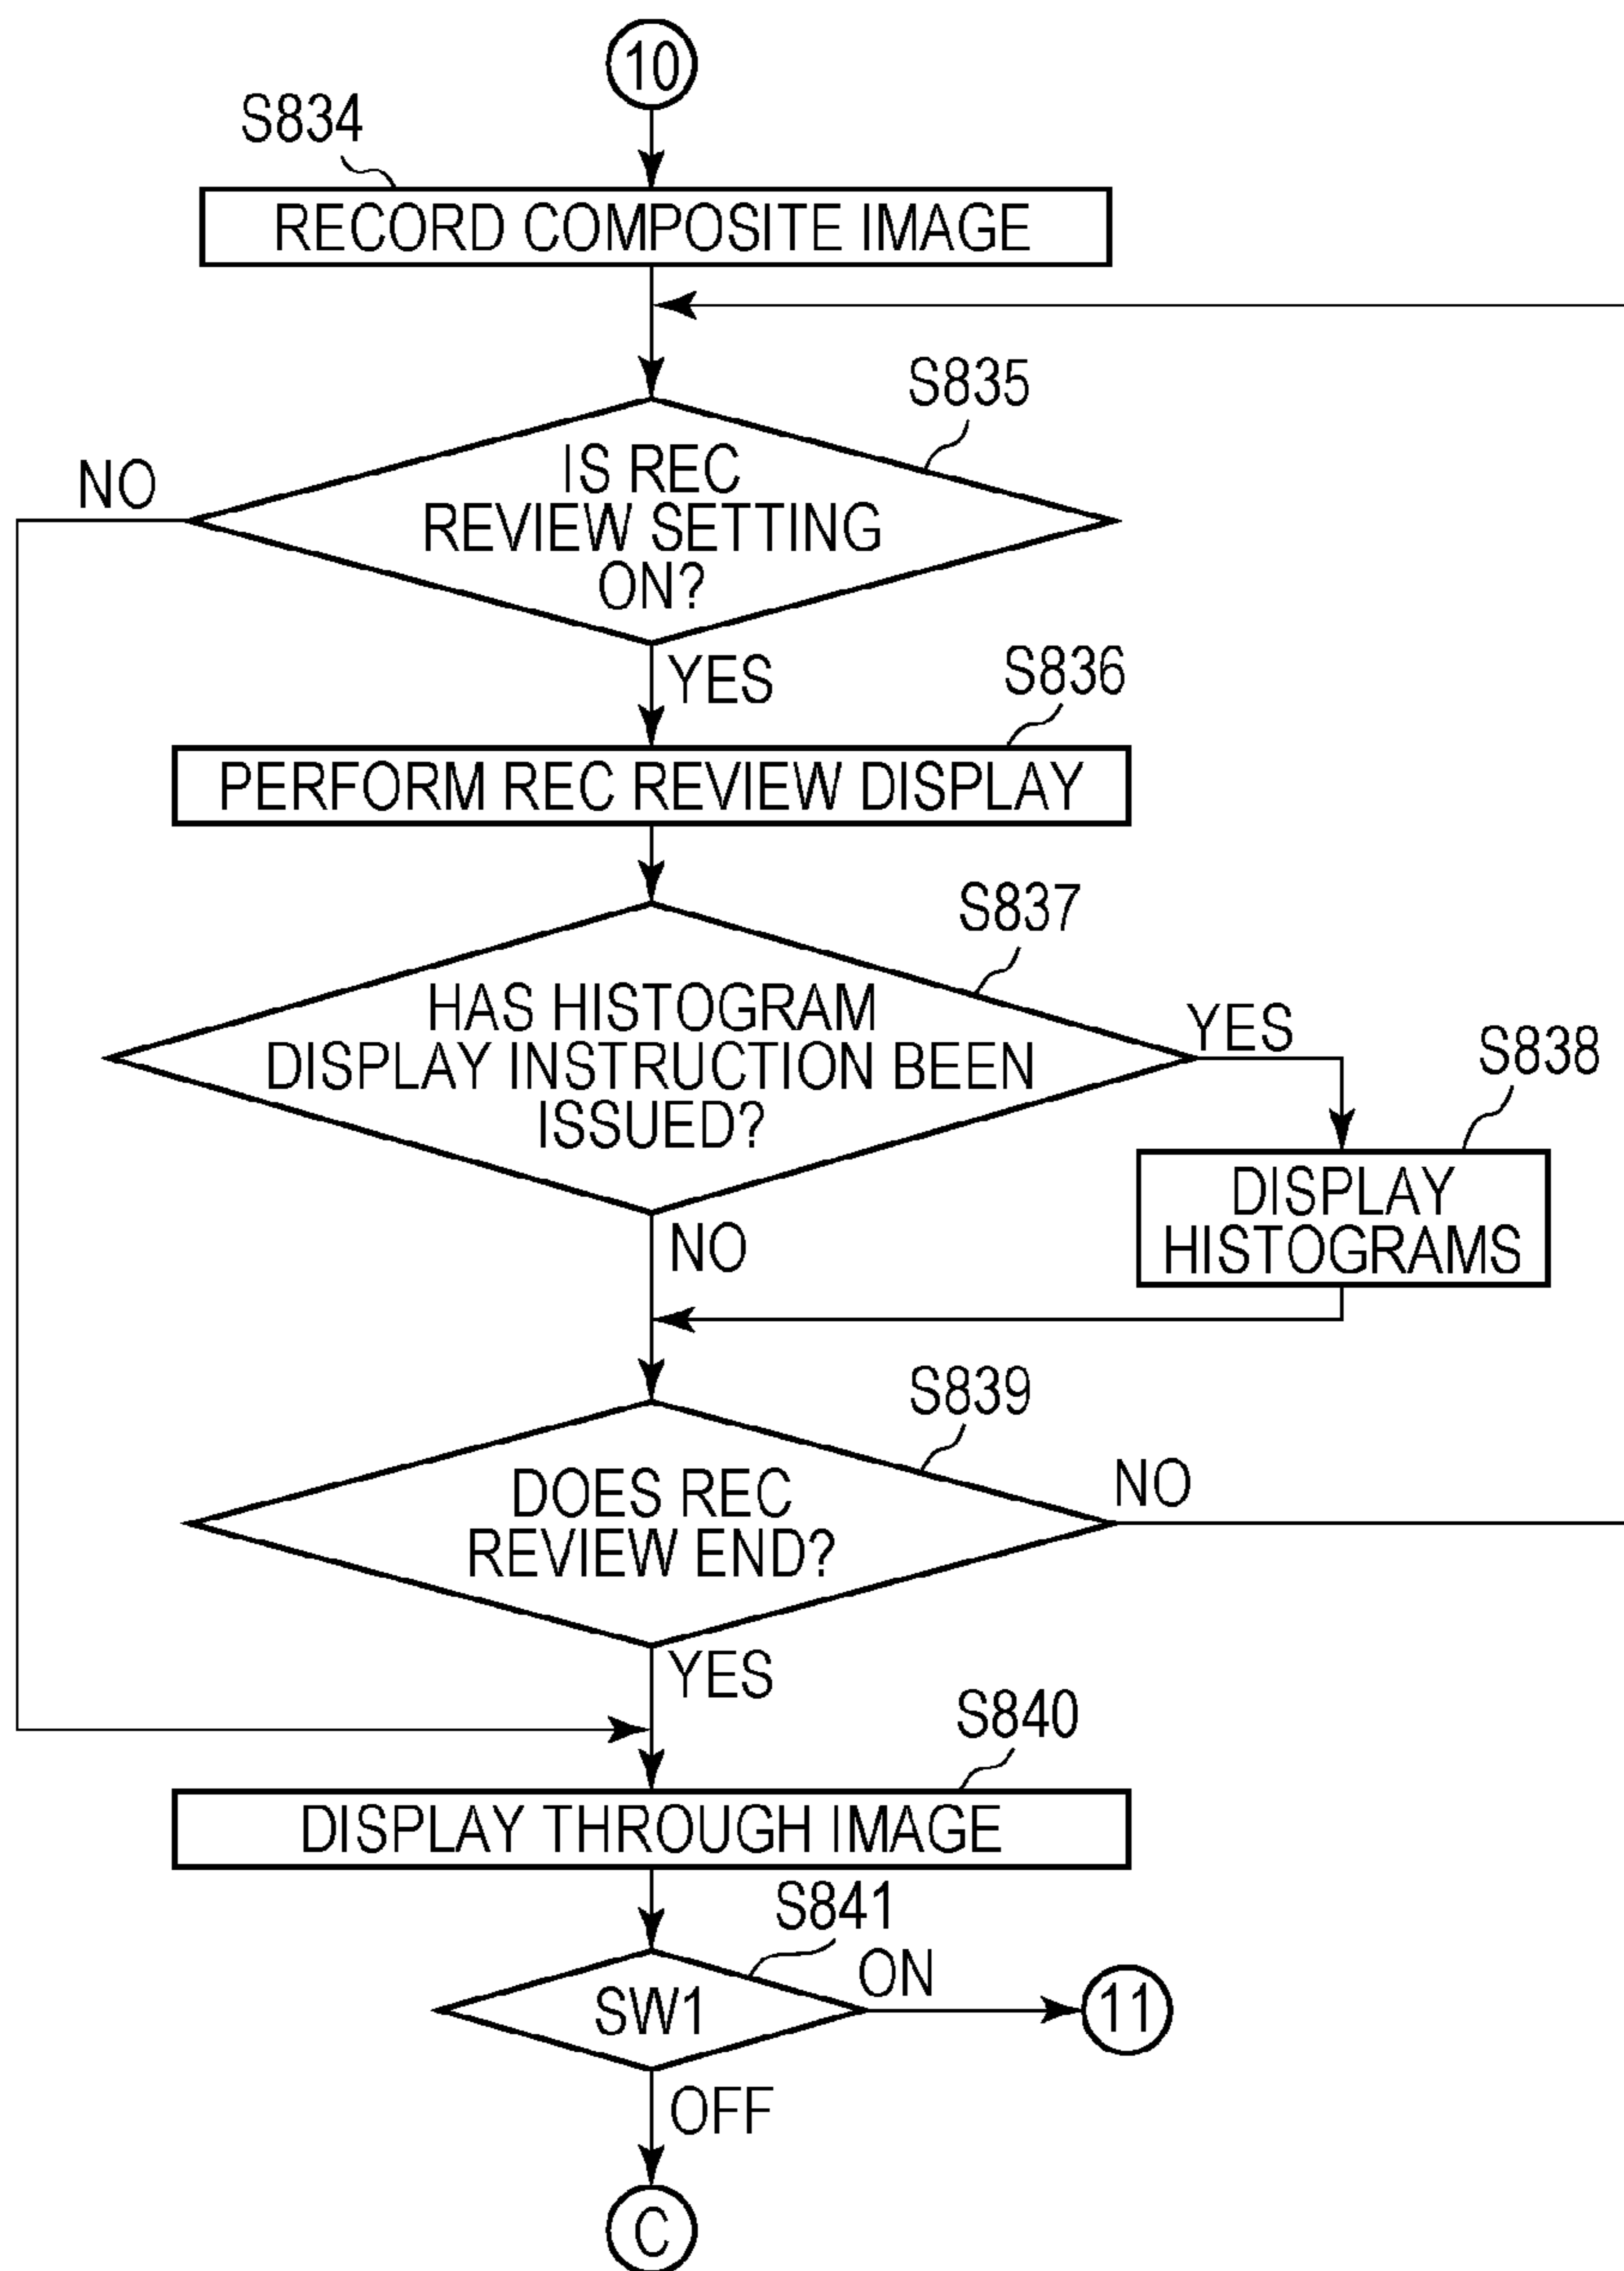 10
S834
RECORD COMPOSITE IMAGE
S835
NO
IS REC
REVIEW SETTING
ON?
YES
S836
PERFORM REC REVIEW DISPLAY
S837
HAS HISTOGRAM
DISPLAY INSTRUCTION BEEN
ISSUED?
YES
S838
DISPLAY
HISTOGRAMS
NO
S839
DOES REC
REVIEW END?
NO
YES
S840
DISPLAY THROUGH IMAGE
S841
SW1
ON
11
OFF
C